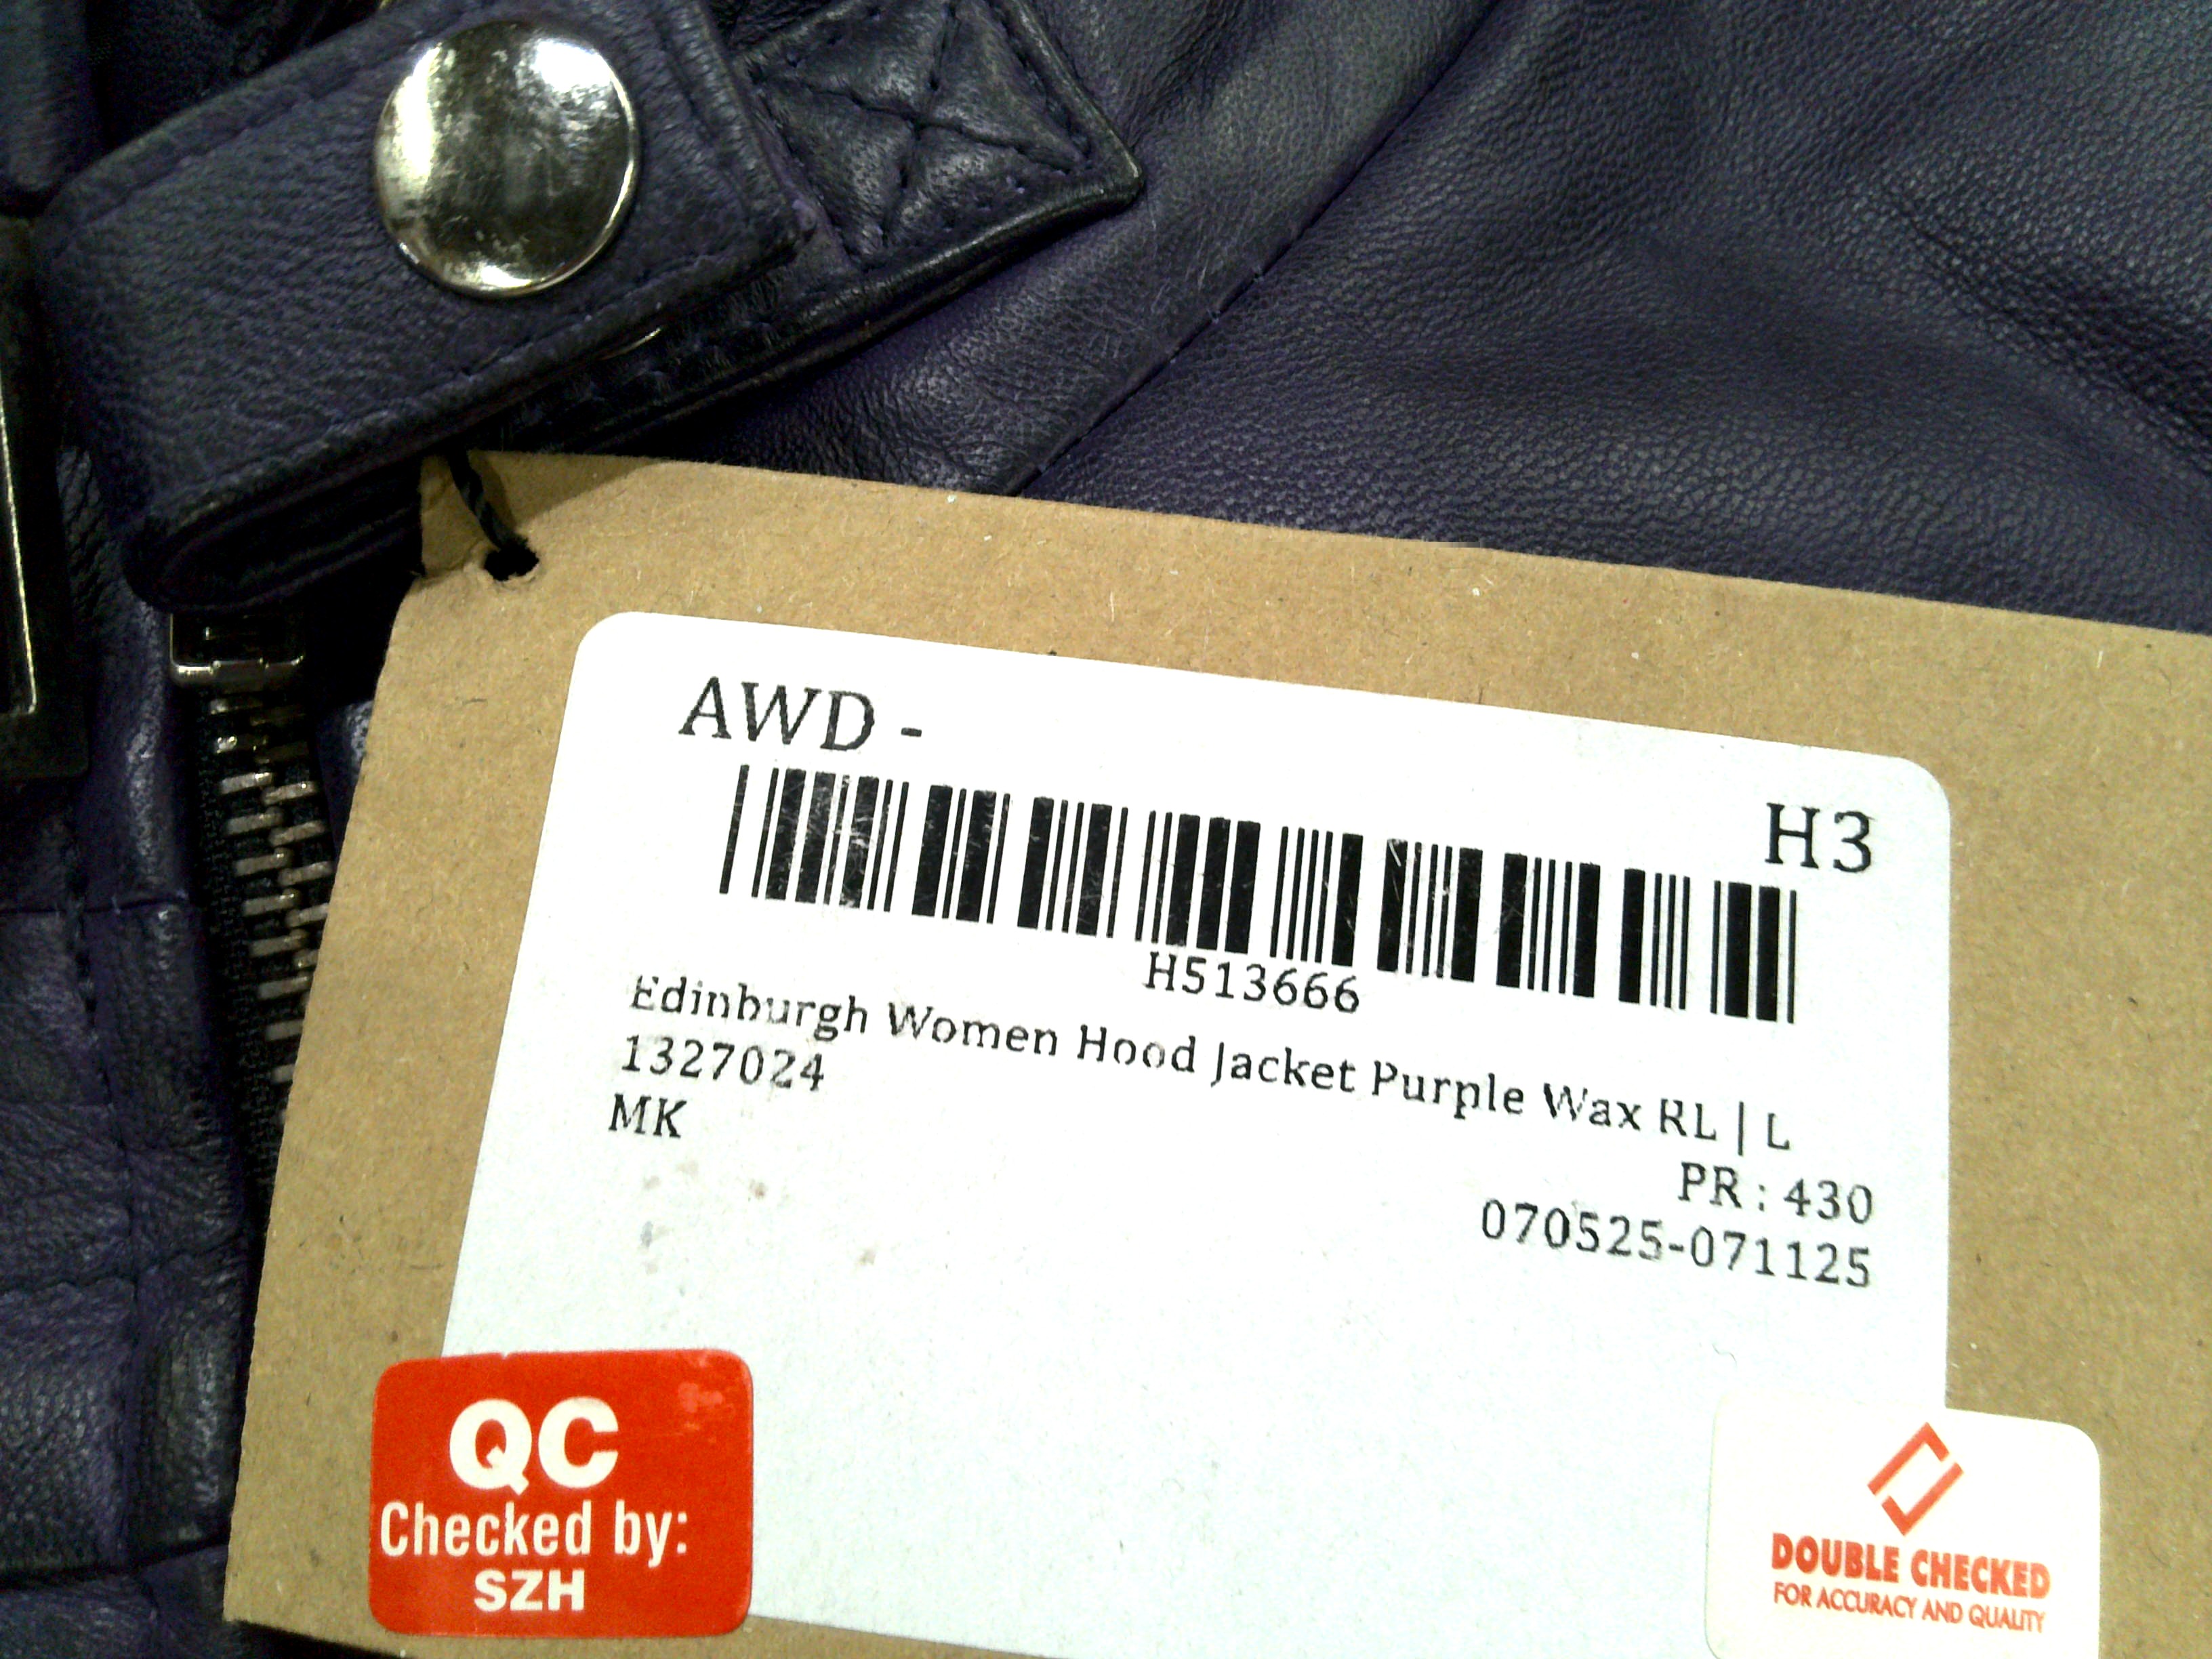 AWD -
H3
H513666
Edinburgh Women Hood Jacket Purple Wax RL | L
1327024
MK
PR : 430
070525-071125
QC
Checked by:
SZH
DOUBLE CHECKED
FOR ACCURACY AND QUALITY